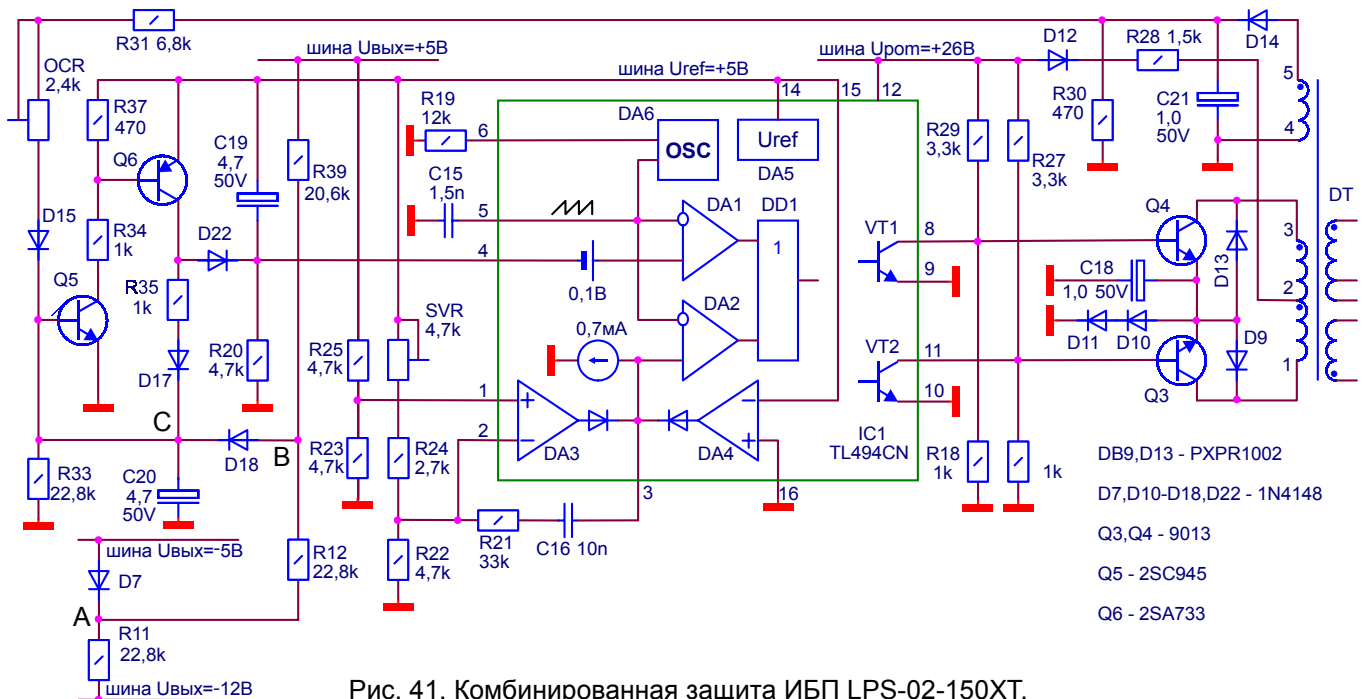 R31 6,8k
OCR
2,4k
шина Uвых=+5В
шина Uref=+5В
шина Upom=+26В
D12
R28 1,5k
D14
R37
470
Q6
C19
4,7
50V
R39
20,6k
R19
12k
6
DA6
OSC
14
15
12
Uref
DA5
R29
3,3k
R27
3,3k
R30
470
C21
1,0
50V
5
4
D15
R34
1k
D22
C15
1,5n
5
4
DA1
DD1
1
0,1В
VT1
8
9
Q4
3
DT
D13
C18
1,0 50V
2
Q5
R35
1k
D17
R20
4,7k
SVR
4,7k
R25
4,7k
0,7мА
DA2
VT2
11
10
D11
D10
D9
1
Q3
C
B
D18
R33
22,8k
C20
4,7
50V
R23
4,7k
R24
2,7k
1
2
DA3
DA4
3
16
IC1
TL494CN
R18
1k
1k
R21
33k
C16 10n
R22
4,7k
R12
22,8k
шина Uвых=-5В
D7
A
R11
22,8k
шина Uвых=-12В
DB9,D13 - PXPR1002
D7,D10-D18,D22 - 1N4148
Q3,Q4 - 9013
Q5 - 2SC945
Q6 - 2SA733
Рис. 41. Комбинированная защита ИБП LPS-02-150XT.